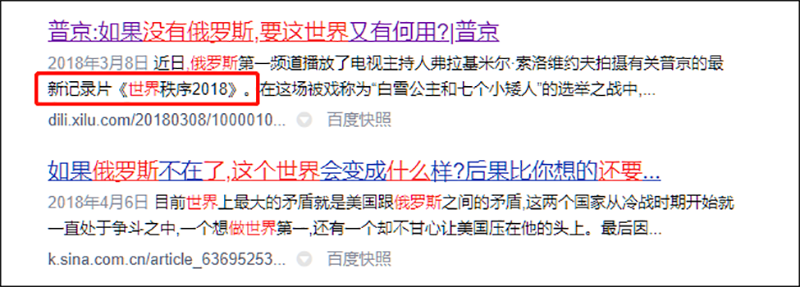 普京:如果没有俄罗斯,要这世界又有何用?|普京
2018年3月8日 近日,俄罗斯第一频道播放了电视主持人弗拉基米尔·索洛维约夫拍摄有关普京的最
新记录片《世界秩序2018》。在这场被戏称为“白雪公主和七个小矮人”的选举之战中,...
dili.xilu.com/20180308/1000010... 百度快照
如果俄罗斯不在了,这个世界会变成什么样?后果比你想的还要...
2018年4月6日 目前世界上最大的矛盾就是美国跟俄罗斯之间的矛盾,这两个国家从冷战时期开始就
一直处于争斗之中,一个想做世界第一,还有一个却不甘心让美国压在他的头上。最后因...
k.sina.com.cn/article_63695253... 百度快照